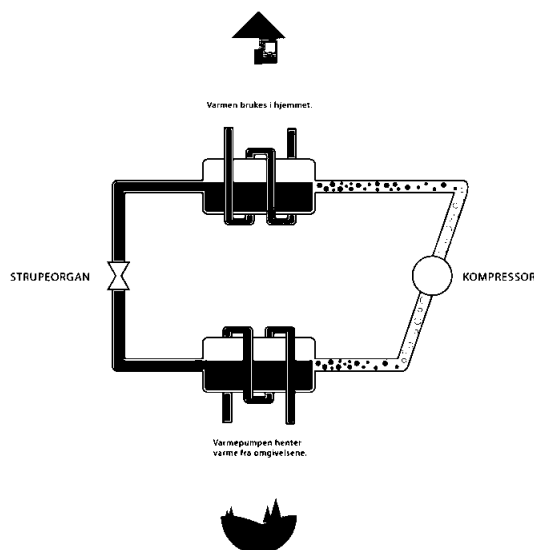 Varmen brukes i hjemmet.
STRUPEORGAN
KOMPRESSOR
Varmepumpen henter
varme fra omgivelsene.